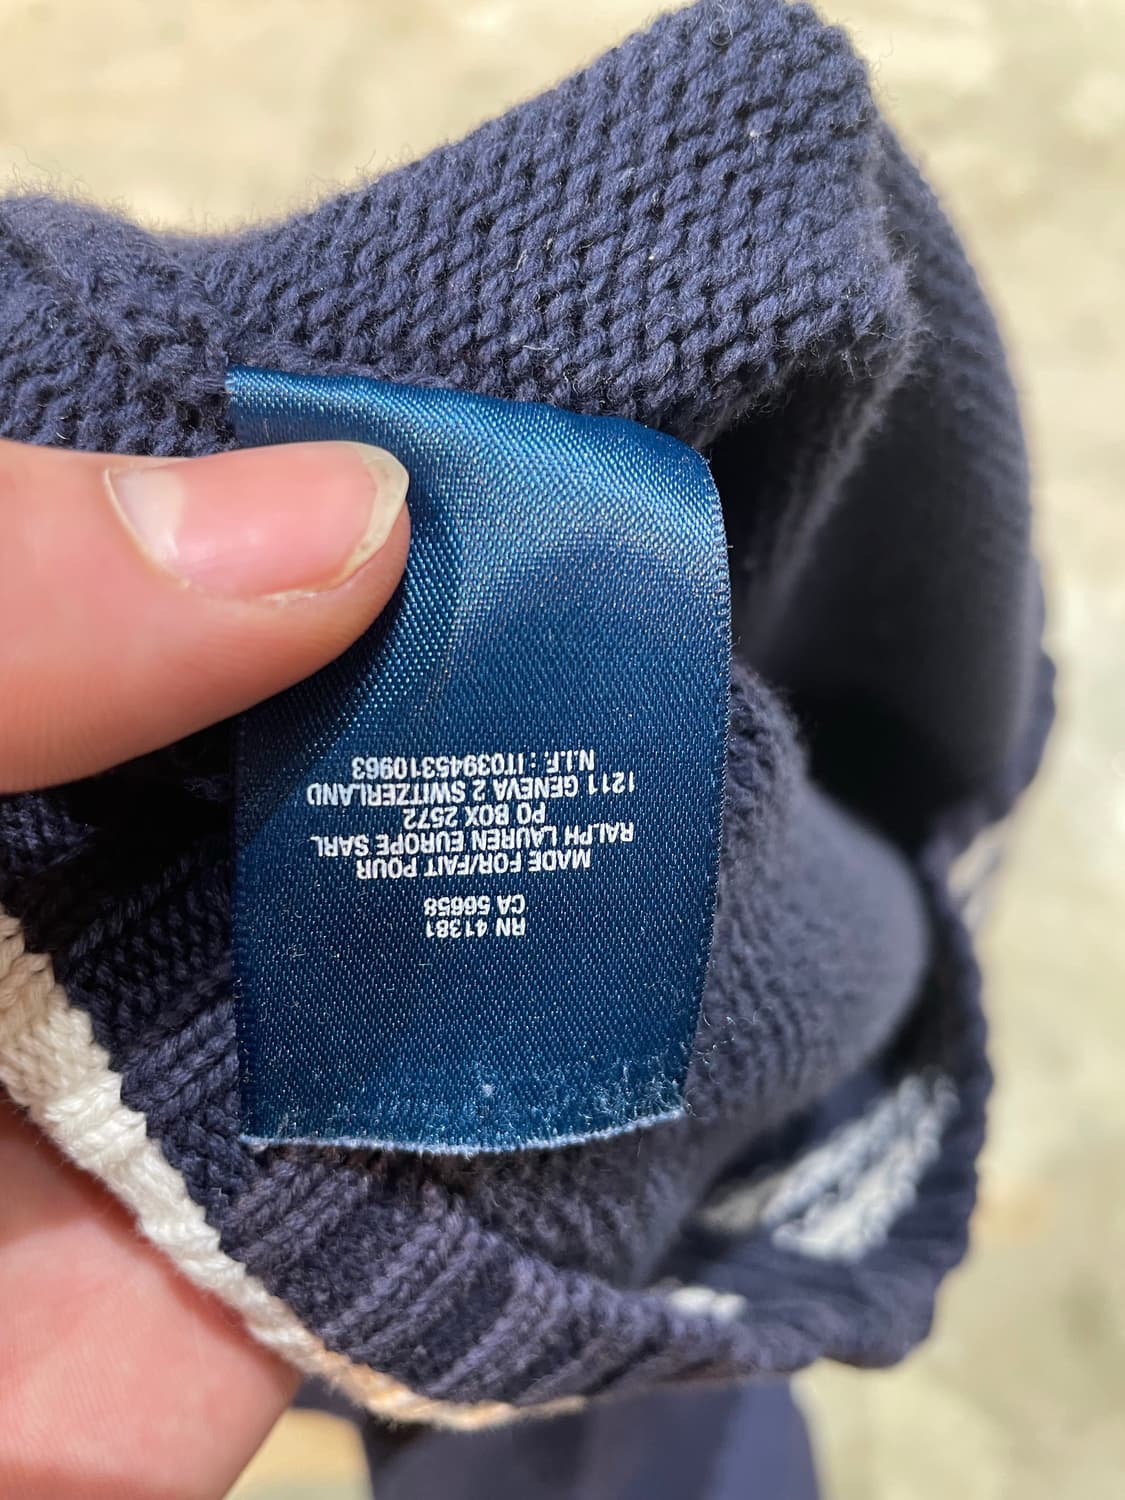 RN 41381
CA 56658
MADE FOR/FAIT POUR
RALPH LAUREN EUROPE SARL
PO BOX 2572
1211 GENEVA 2 SWITZERLAND
N.I.F. : IT03945310963